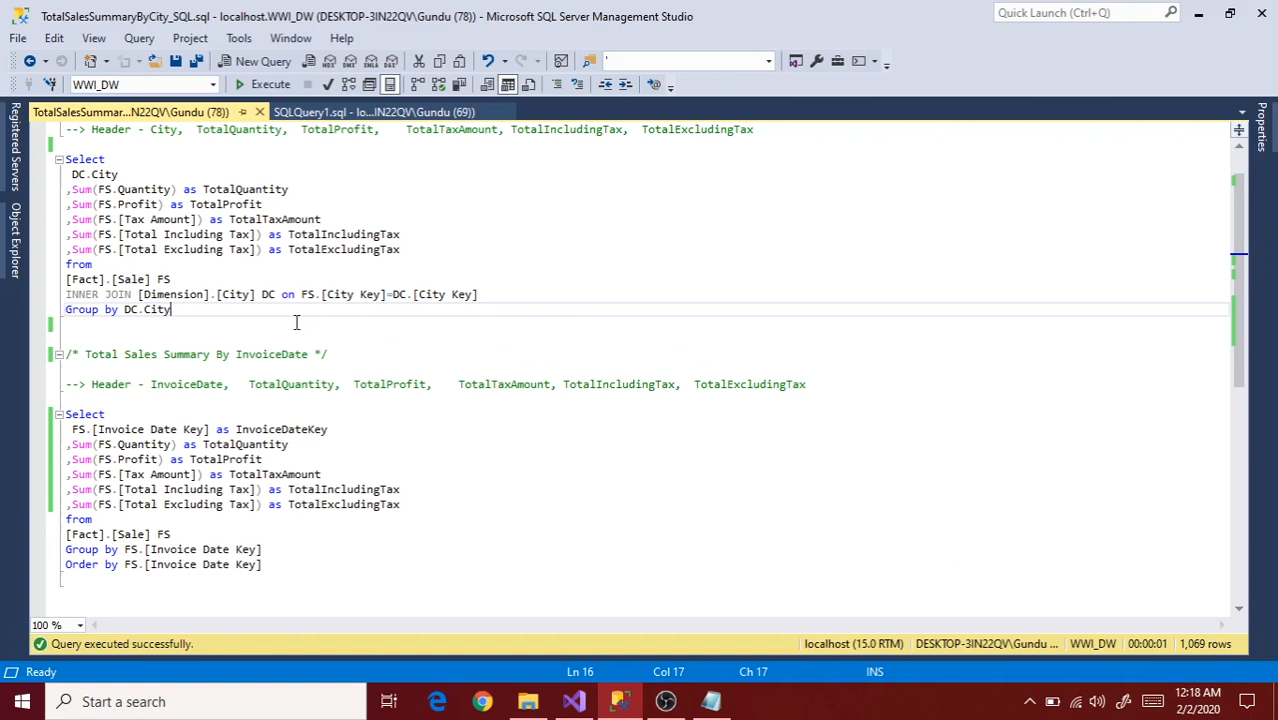 TotalSalesSummaryByCity_SQL.sql - localhost.WWI_DW (DESKTOP-3IN22QV\Gundu (78)) - Microsoft SQL Server Management Studio
Quick Launch (Ctrl+Q)
File Edit View Query Project Tools Window Help
New Query
'
WWI_DW Execute
TotalSalesSummar...N22QV\Gundu (78)) SQLQuery1.sql - lo...IN22QV\Gundu (69))
Registered Servers
Object Explorer
Properties
--> Header - City, TotalQuantity, TotalProfit, TotalTaxAmount, TotalIncludingTax, TotalExcludingTax
Select
DC.City
,Sum(FS.Quantity) as TotalQuantity
,Sum(FS.Profit) as TotalProfit
,Sum(FS.[Tax Amount]) as TotalTaxAmount
,Sum(FS.[Total Including Tax]) as TotalIncludingTax
,Sum(FS.[Total Excluding Tax]) as TotalExcludingTax
from
[Fact].[Sale] FS
INNER JOIN [Dimension].[City] DC on FS.[City Key]=DC.[City Key]
Group by DC.City
/* Total Sales Summary By InvoiceDate */
--> Header - InvoiceDate, TotalQuantity, TotalProfit, TotalTaxAmount, TotalIncludingTax, TotalExcludingTax
Select
FS.[Invoice Date Key] as InvoiceDateKey
,Sum(FS.Quantity) as TotalQuantity
,Sum(FS.Profit) as TotalProfit
,Sum(FS.[Tax Amount]) as TotalTaxAmount
,Sum(FS.[Total Including Tax]) as TotalIncludingTax
,Sum(FS.[Total Excluding Tax]) as TotalExcludingTax
from
[Fact].[Sale] FS
Group by FS.[Invoice Date Key]
Order by FS.[Invoice Date Key]
100 %
Query executed successfully. localhost (15.0 RTM) DESKTOP-3IN22QV\Gundu ... WWI_DW 00:00:01 1,069 rows
Ready Ln 16 Col 17 Ch 17 INS
Start a search
12:18 AM
2/2/2020